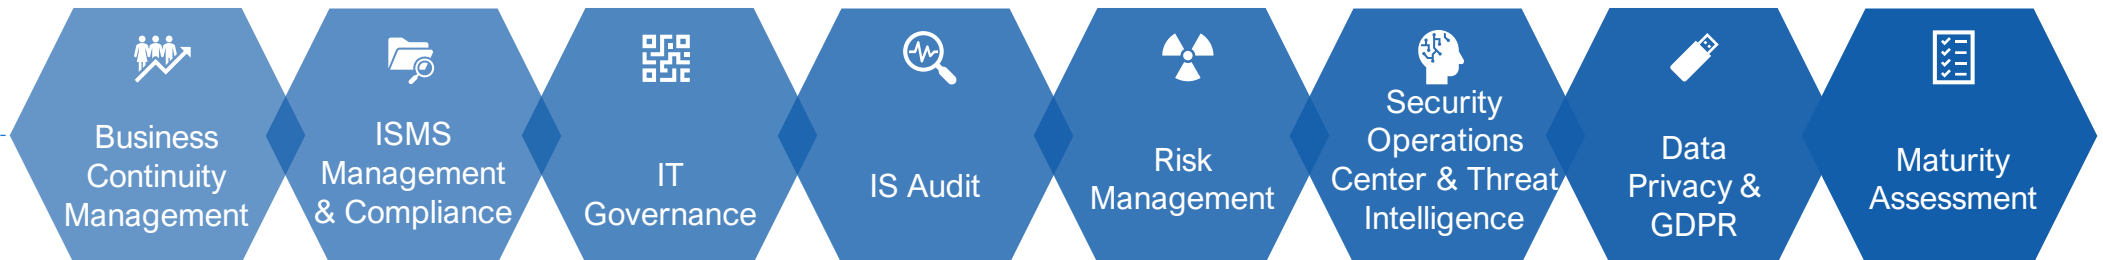 Business
Continuity
Management
ISMS
Management
& Compliance
IT
Governance
IS Audit
Risk
Management
Security
Operations
Center & Threat
Intelligence
Data
Privacy &
GDPR
Maturity
Assessment